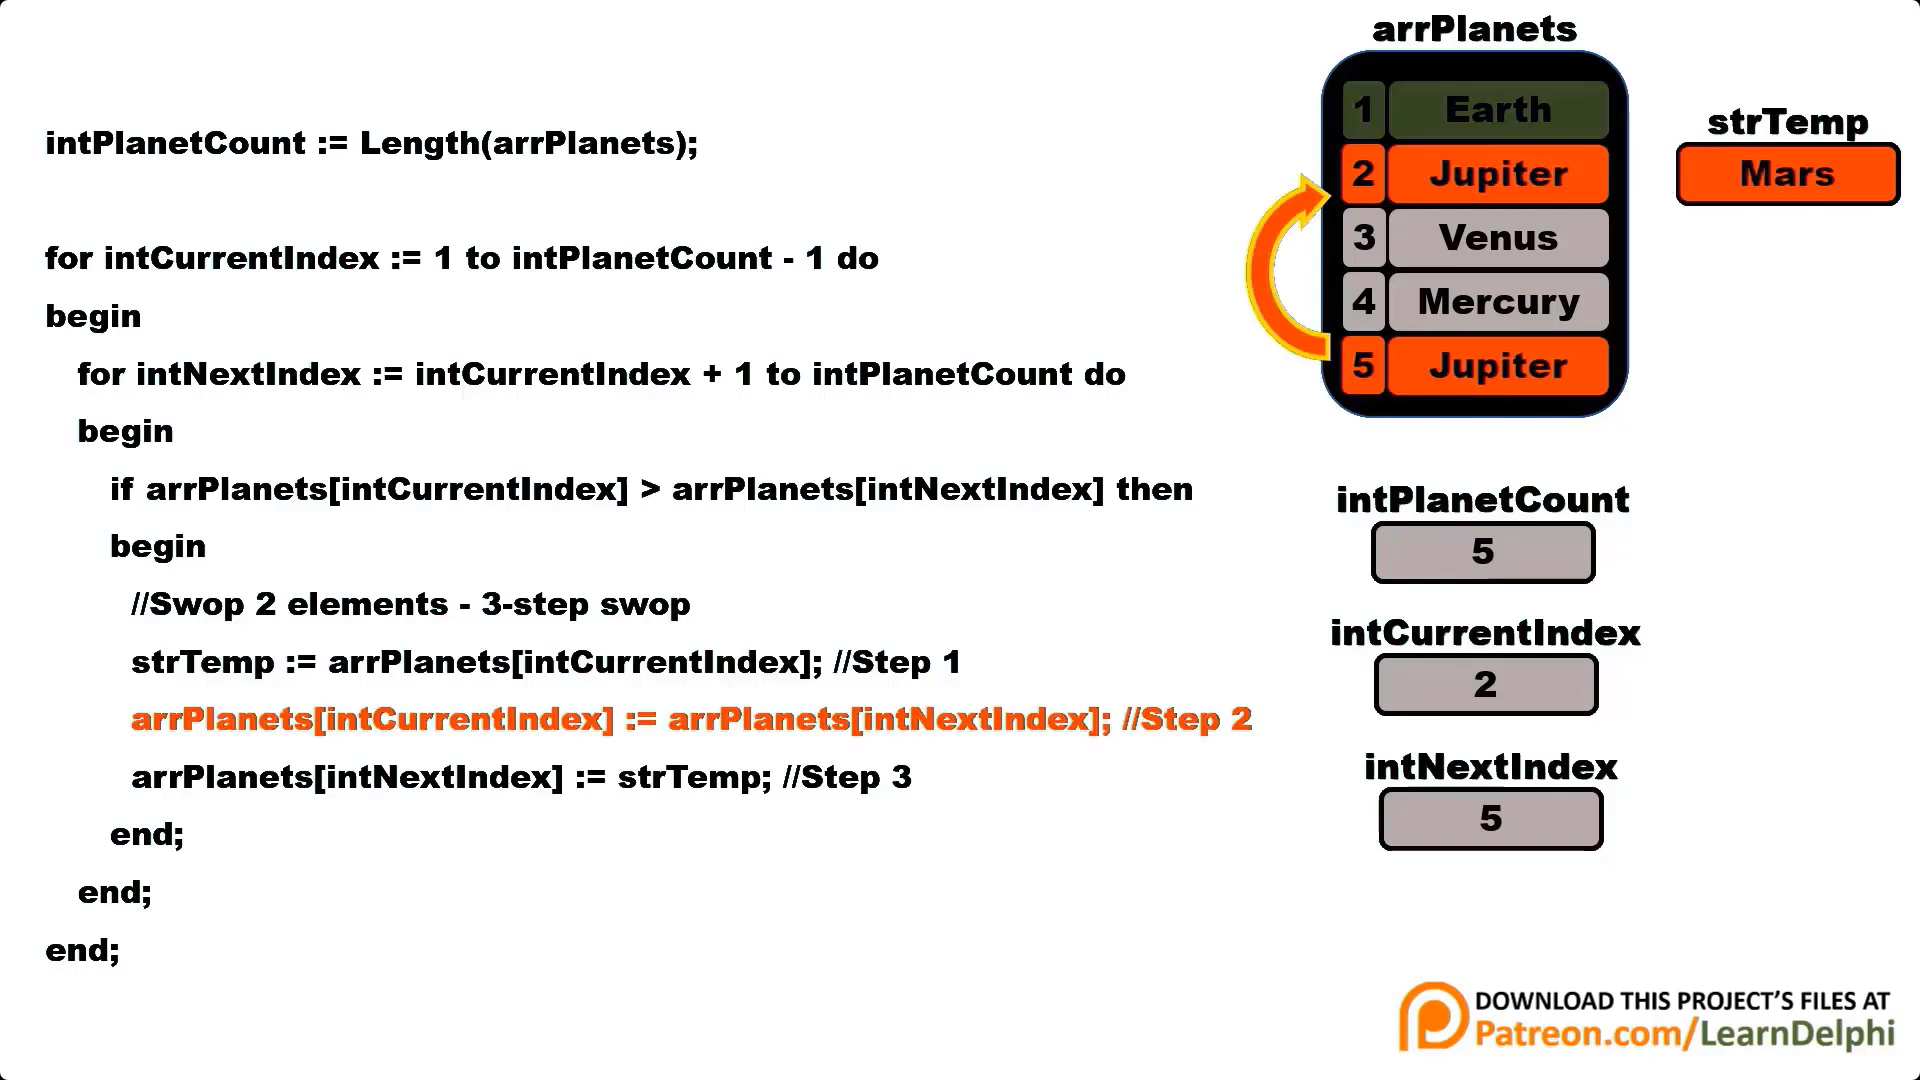 intPlanetCount := Length(arrPlanets);
for intCurrentIndex := 1 to intPlanetCount - 1 do
begin
for intNextIndex := intCurrentIndex + 1 to intPlanetCount do
begin
if arrPlanets[intCurrentIndex] > arrPlanets[intNextIndex] then
begin
//Swop 2 elements - 3-step swop
strTemp := arrPlanets[intCurrentIndex]; //Step 1
arrPlanets[intCurrentIndex] := arrPlanets[intNextIndex]; //Step 2
arrPlanets[intNextIndex] := strTemp; //Step 3
end;
end;
end;
arrPlanets
1 Earth
2 Jupiter
3 Venus
4 Mercury
5 Jupiter
strTemp
Mars
intPlanetCount
5
intCurrentIndex
2
intNextIndex
5
DOWNLOAD THIS PROJECT'S FILES AT
Patreon.com/LearnDelphi